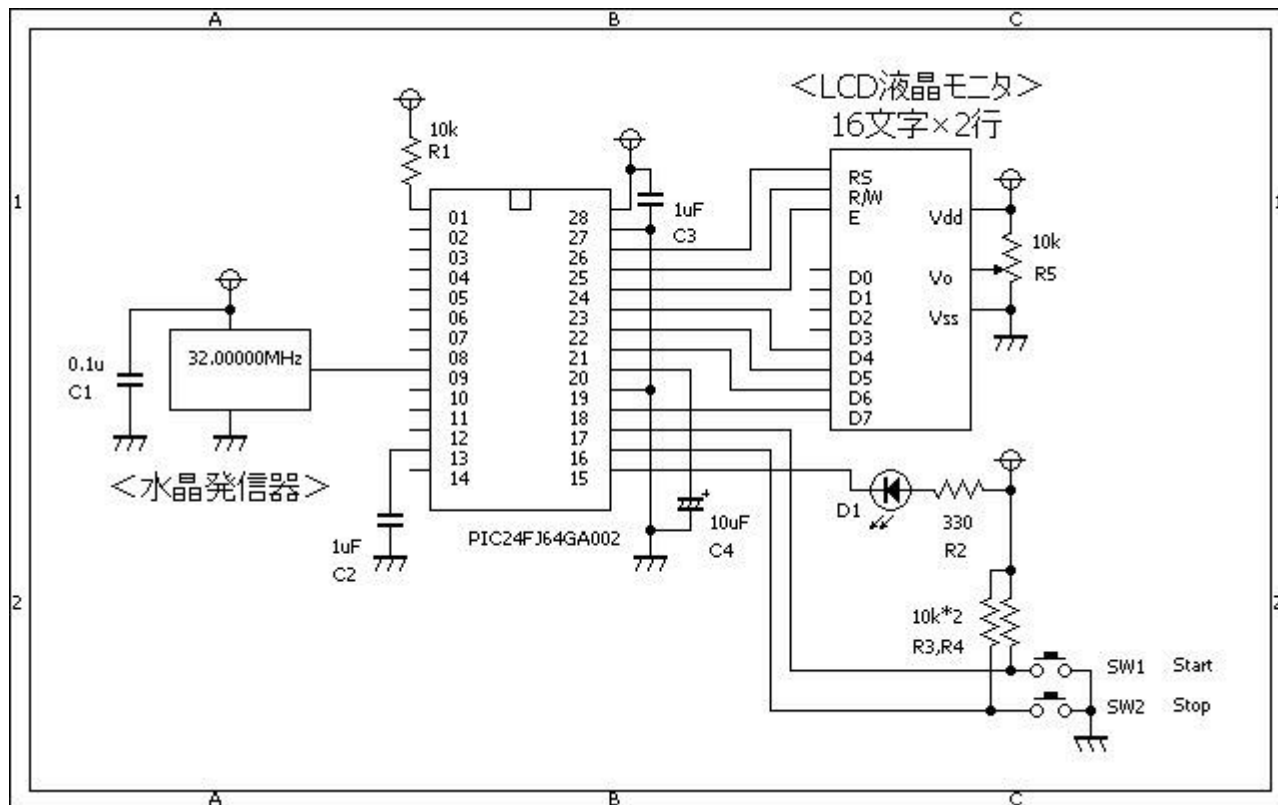 A B C
1
2
1
2
A B C
10k
R1
1uF
C3
01
02
03
04
05
06
07
08
09
10
11
12
13
14
28
27
26
25
24
23
22
21
20
19
18
17
16
15
PIC24FJ64GA002
0.1u
C1
32.00000MHz
<水晶発信器>
1uF
C2
10uF
C4
+
<LCD液晶モニタ>
16文字×2行
RS
R/W
E
D0
D1
D2
D3
D4
D5
D6
D7
Vdd
Vo
Vss
10k
R5
D1
330
R2
10k*2
R3,R4
SW1 Start
SW2 Stop